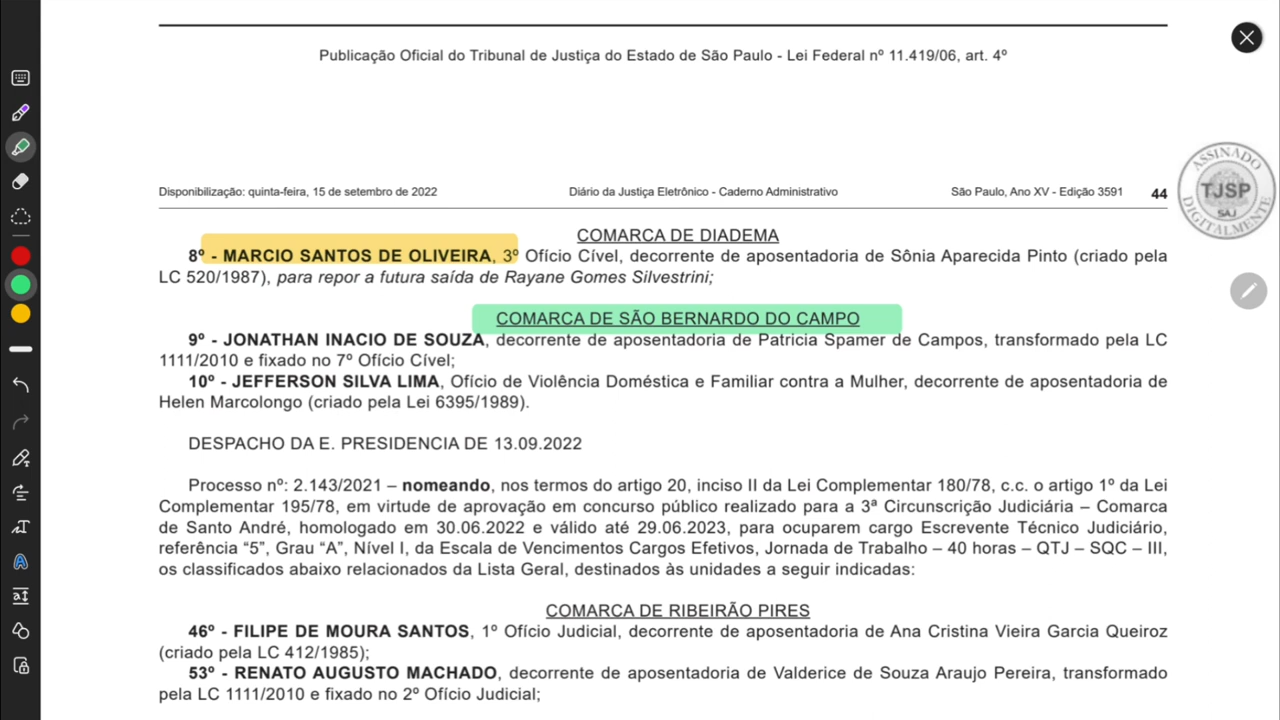 Publicação Oficial do Tribunal de Justiça do Estado de São Paulo - Lei Federal nº 11.419/06, art. 4º
Disponibilização: quinta-feira, 15 de setembro de 2022 Diário da Justiça Eletrônico - Caderno Administrativo São Paulo, Ano XV - Edição 3591 44
ASSINADO
TJSP
SAJ
DIGITALMENTE
COMARCA DE DIADEMA
8º - MARCIO SANTOS DE OLIVEIRA, 3º Ofício Cível, decorrente de aposentadoria de Sônia Aparecida Pinto (criado pela
LC 520/1987), para repor a futura saída de Rayane Gomes Silvestrini;
COMARCA DE SÃO BERNARDO DO CAMPO
9º - JONATHAN INACIO DE SOUZA, decorrente de aposentadoria de Patricia Spamer de Campos, transformado pela LC
1111/2010 e fixado no 7º Ofício Cível;
10º - JEFFERSON SILVA LIMA, Ofício de Violência Doméstica e Familiar contra a Mulher, decorrente de aposentadoria de
Helen Marcolongo (criado pela Lei 6395/1989).
DESPACHO DA E. PRESIDENCIA DE 13.09.2022
Processo nº: 2.143/2021 – nomeando, nos termos do artigo 20, inciso II da Lei Complementar 180/78, c.c. o artigo 1º da Lei
Complementar 195/78, em virtude de aprovação em concurso público realizado para a 3ª Circunscrição Judiciária – Comarca
de Santo André, homologado em 30.06.2022 e válido até 29.06.2023, para ocuparem cargo Escrevente Técnico Judiciário,
referência “5”, Grau “A”, Nível I, da Escala de Vencimentos Cargos Efetivos, Jornada de Trabalho – 40 horas – QTJ – SQC – III,
os classificados abaixo relacionados da Lista Geral, destinados às unidades a seguir indicadas:
COMARCA DE RIBEIRÃO PIRES
46º - FILIPE DE MOURA SANTOS, 1º Ofício Judicial, decorrente de aposentadoria de Ana Cristina Vieira Garcia Queiroz
(criado pela LC 412/1985);
53º - RENATO AUGUSTO MACHADO, decorrente de aposentadoria de Valderice de Souza Araujo Pereira, transformado
pela LC 1111/2010 e fixado no 2º Ofício Judicial;